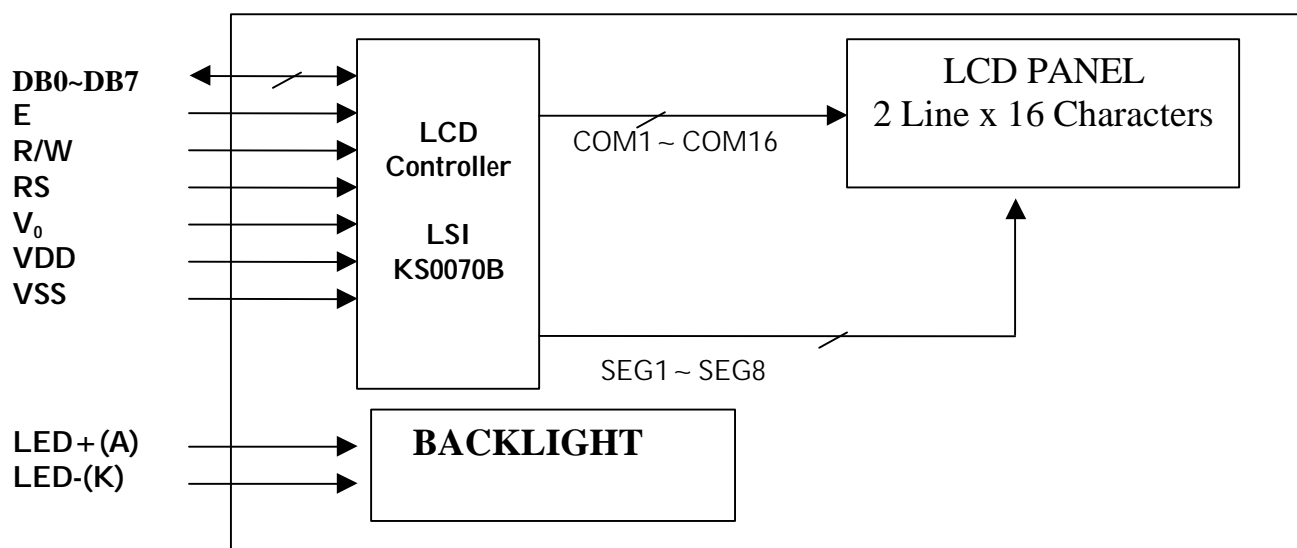 DB0~DB7
E
R/W
RS
V₀
VDD
VSS
LED+(A)
LED-(K)
LCD
Controller
LSI
KS0070B
COM1 ~ COM16
SEG1 ~ SEG8
LCD PANEL
2 Line x 16 Characters
BACKLIGHT